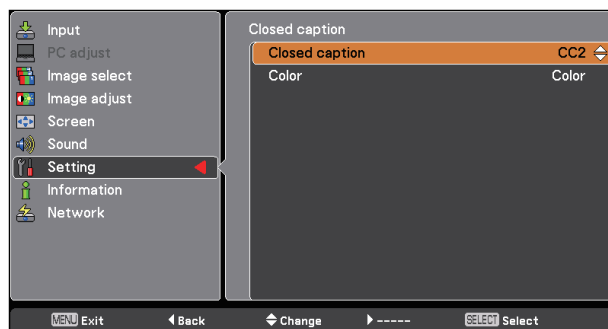 Input
PC adjust
Image select
Image adjust
Screen
Sound
Setting
Information
Network
Closed caption
Closed caption CC2
Color Color
MENU Exit Back Change ----- SELECT Select